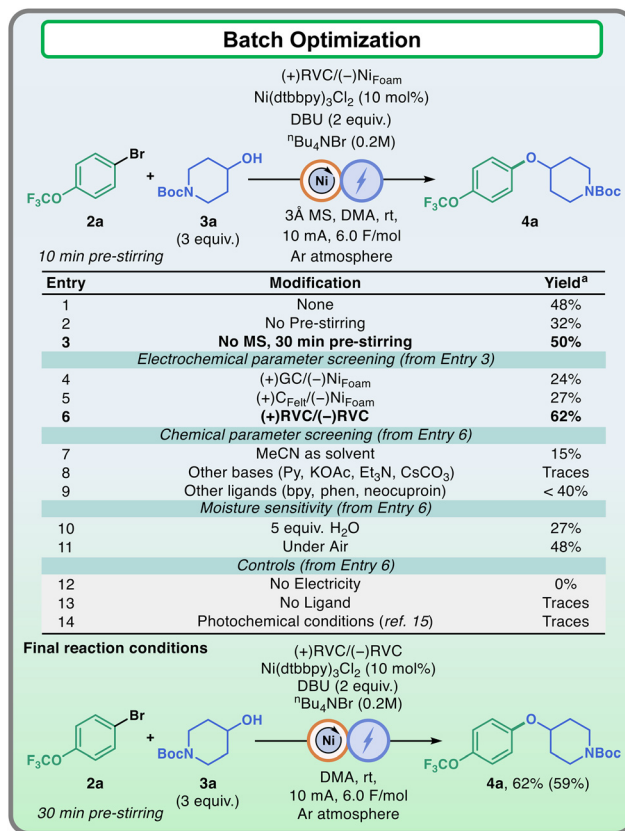 Batch Optimization
(+)RVC/(−)Ni_Foam
Ni(dtbbpy)₃Cl₂ (10 mol%)
DBU (2 equiv.)
ⁿBu₄NBr (0.2M)
Br
F₃CO
2a
+
OH
BocN
3a
(3 equiv.)
Ni
3Å MS, DMA, rt,
10 mA, 6.0 F/mol
Ar atmosphere
O
F₃CO
NBoc
4a
10 min pre-stirring
Entry Modification Yieldᵃ
1 None 48%
2 No Pre-stirring 32%
3 No MS, 30 min pre-stirring 50%
Electrochemical parameter screening (from Entry 3)
4 (+)GC/(−)Ni_Foam 24%
5 (+)C_Felt/(−)Ni_Foam 27%
6 (+)RVC/(−)RVC 62%
Chemical parameter screening (from Entry 6)
7 MeCN as solvent 15%
8 Other bases (Py, KOAc, Et₃N, CsCO₃) Traces
9 Other ligands (bpy, phen, neocuproin) < 40%
Moisture sensitivity (from Entry 6)
10 5 equiv. H₂O 27%
11 Under Air 48%
Controls (from Entry 6)
12 No Electricity 0%
13 No Ligand Traces
14 Photochemical conditions (ref. 15) Traces
Final reaction conditions
(+)RVC/(−)RVC
Ni(dtbbpy)₃Cl₂ (10 mol%)
DBU (2 equiv.)
ⁿBu₄NBr (0.2M)
Br
F₃CO
2a
+
OH
BocN
3a
(3 equiv.)
Ni
DMA, rt,
10 mA, 6.0 F/mol
Ar atmosphere
O
F₃CO
NBoc
4a, 62% (59%)
30 min pre-stirring